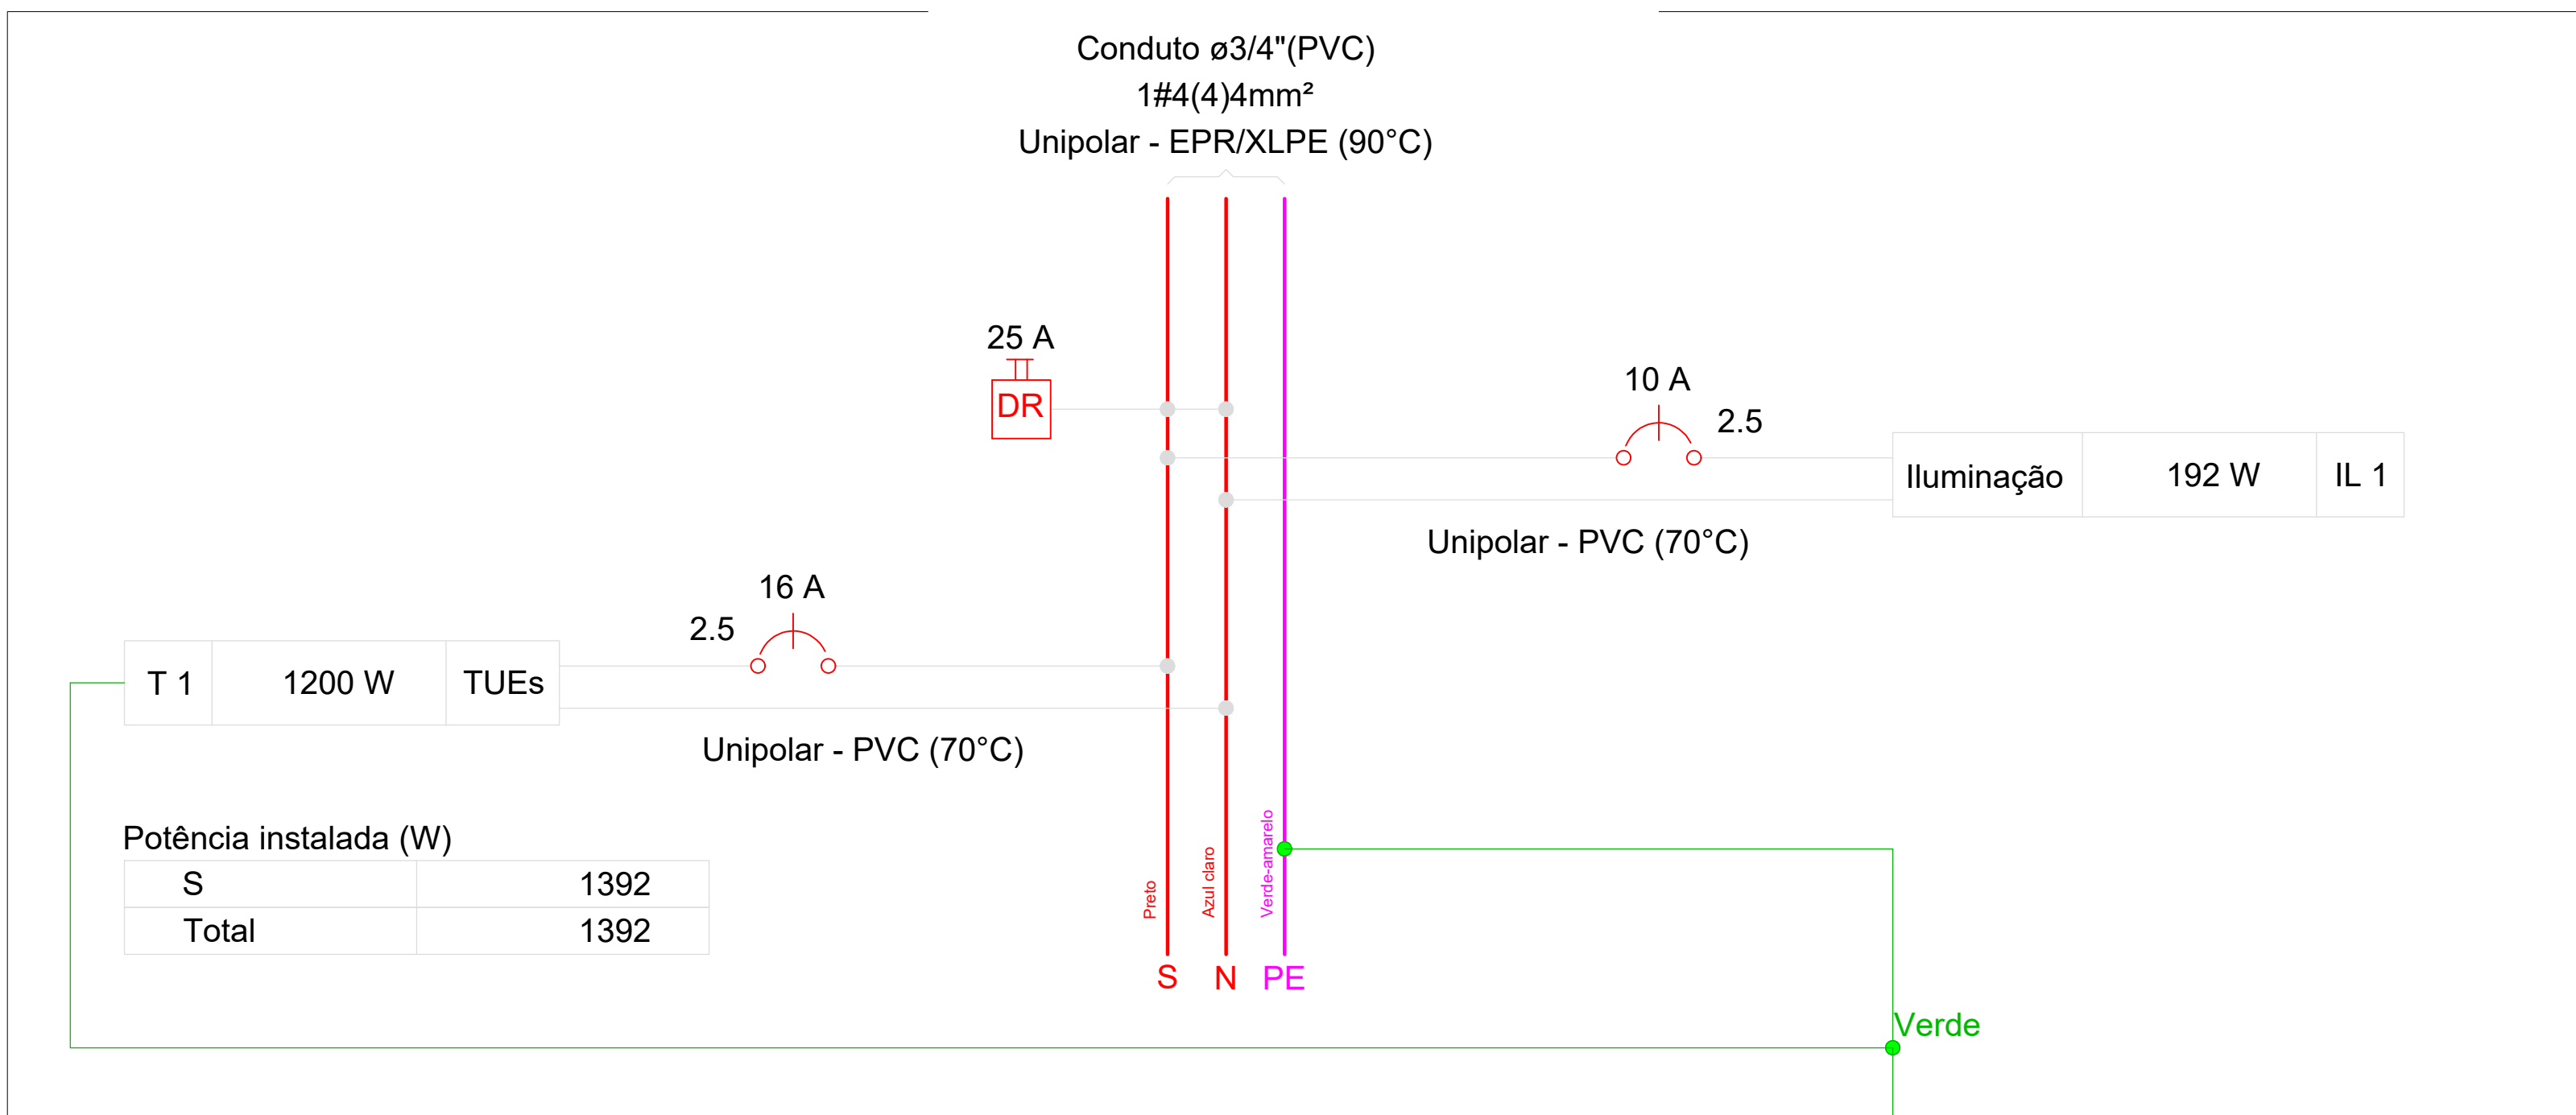 Conduto ø3/4"(PVC)
1#4(4)4mm²
Unipolar - EPR/XLPE (90°C)
25 A
DR
10 A
2.5
Iluminação 192 W IL 1
Unipolar - PVC (70°C)
16 A
2.5
T 1 1200 W TUEs
Unipolar - PVC (70°C)
Potência instalada (W)
S 1392
Total 1392
Preto
Azul claro
Verde-amarelo
S N PE
Verde